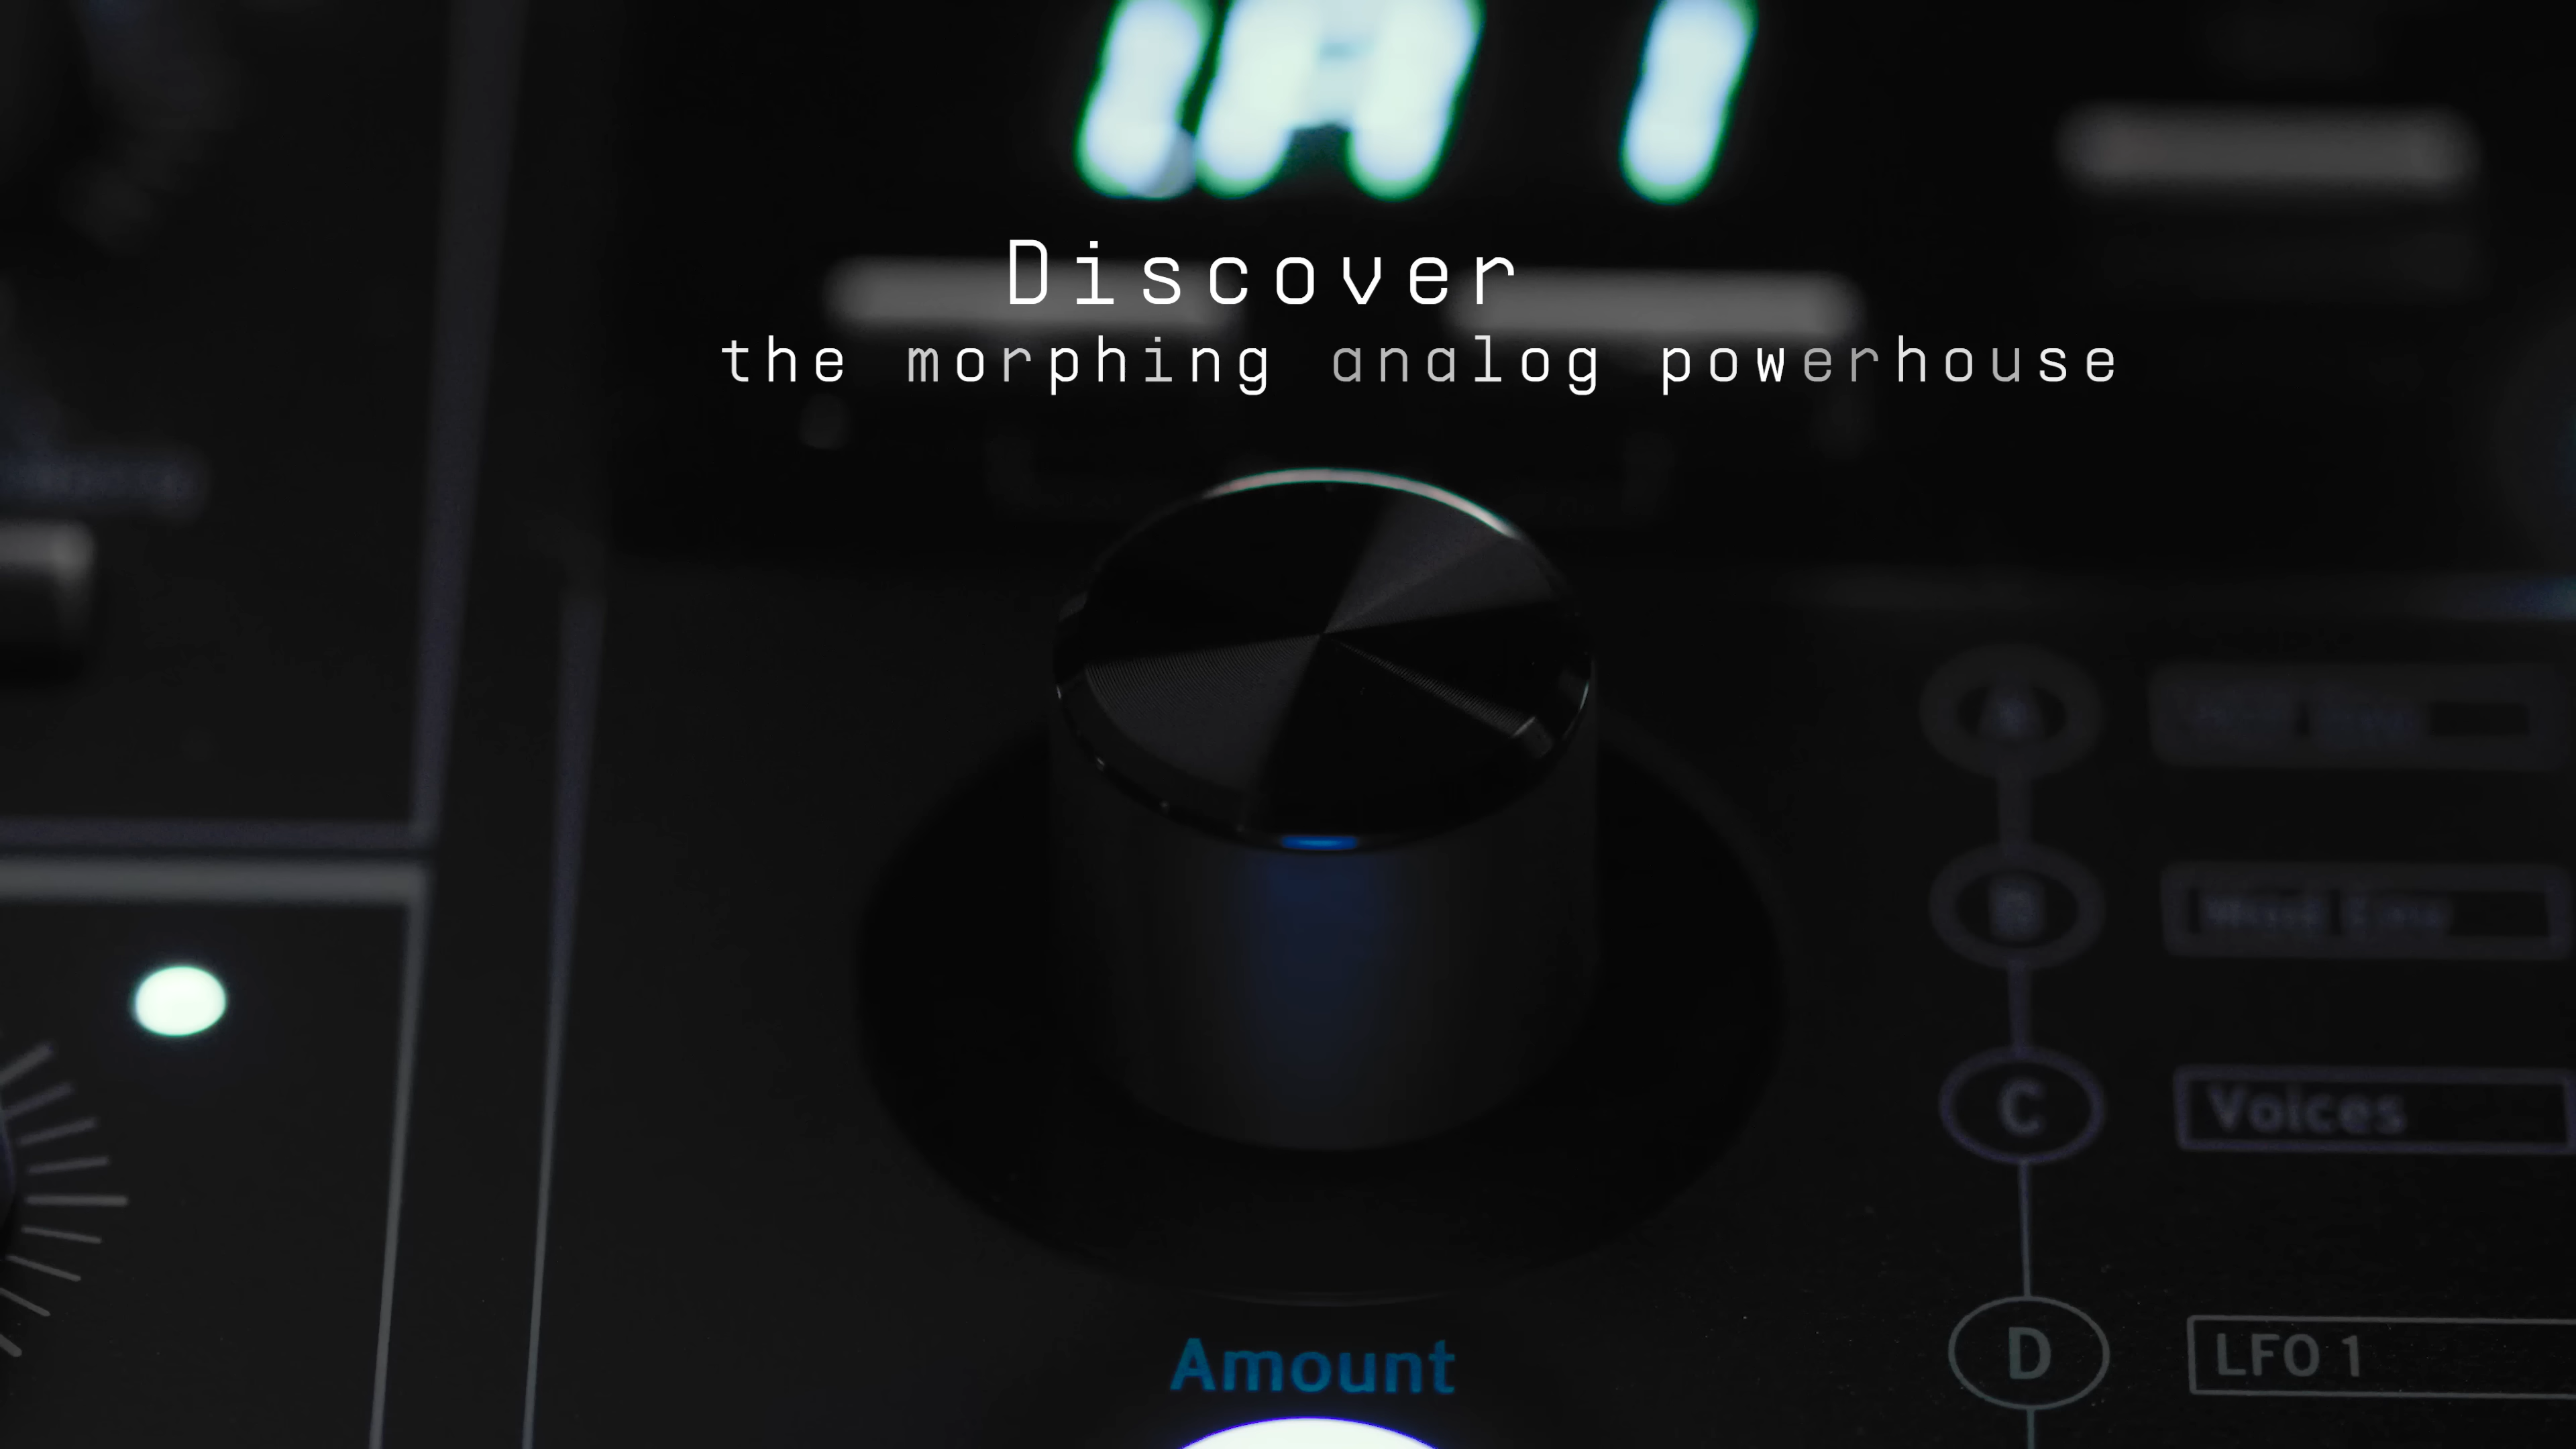 Discover
the morphing analog powerhouse
B
C Voices
D LFO 1
Amount